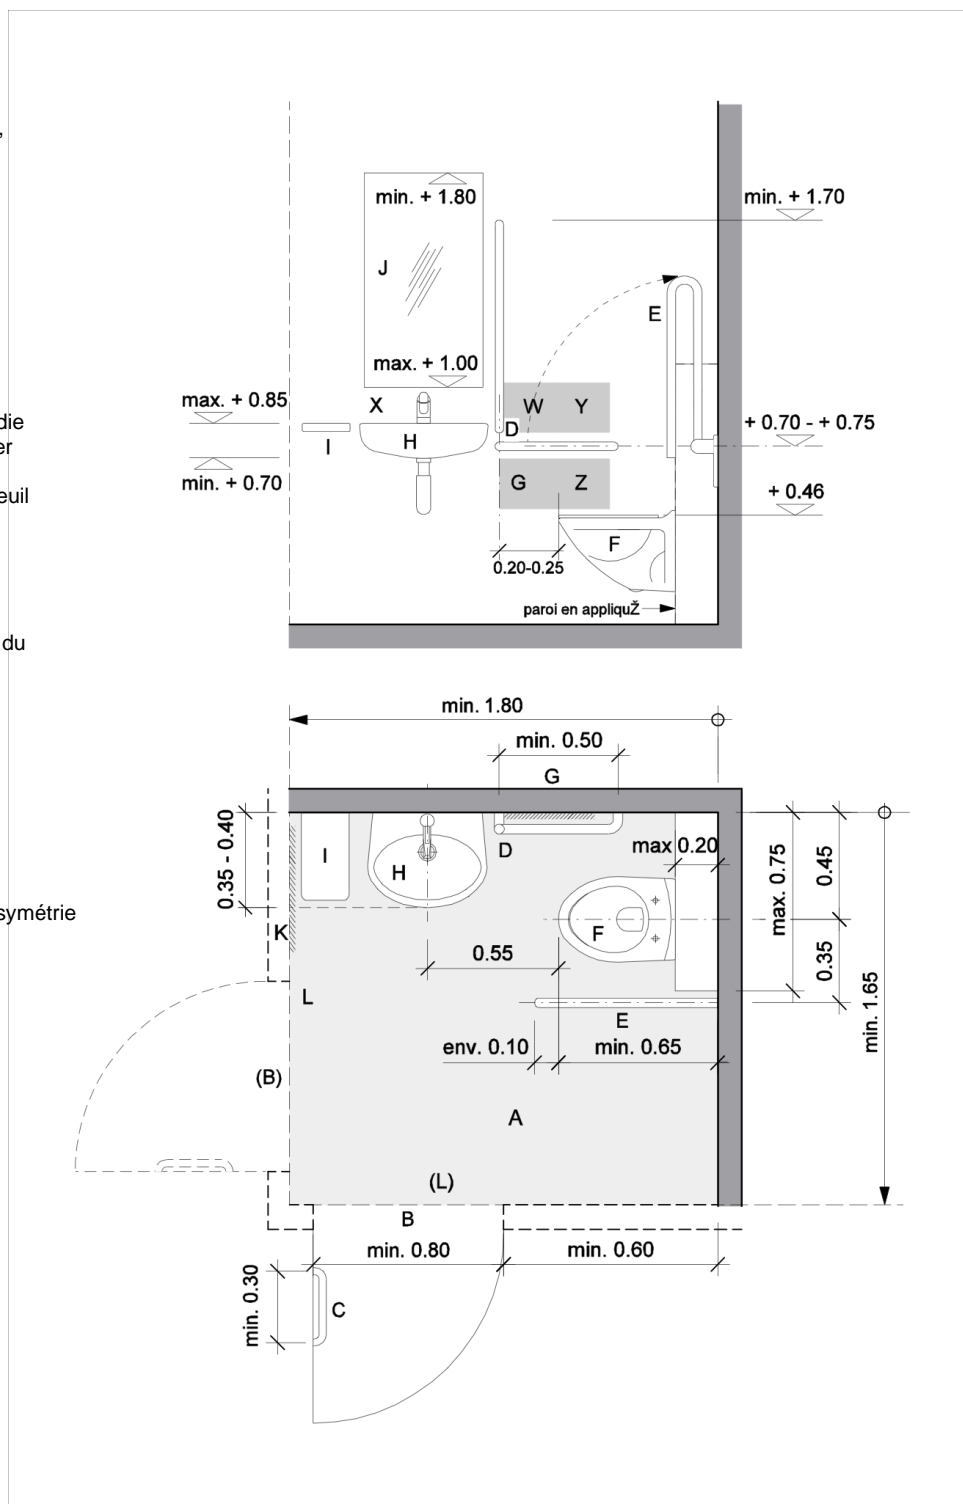 ,
die
er
euil
du
symétrie
min. + 1.80
min. + 1.70
J
E
max. + 1.00
max. + 0.85
X
W
Y
D
+ 0.70 - + 0.75
H
I
min. + 0.70
G
Z
+ 0.46
F
0.20-0.25
paroi en appliquŽ
min. 1.80
min. 0.50
G
0.35 - 0.40
I
H
D
max 0.20
max. 0.75
0.45
K
F
0.55
0.35
L
E
min. 1.65
env. 0.10
min. 0.65
(B)
A
(L)
B
min. 0.80
min. 0.60
min. 0.30
C